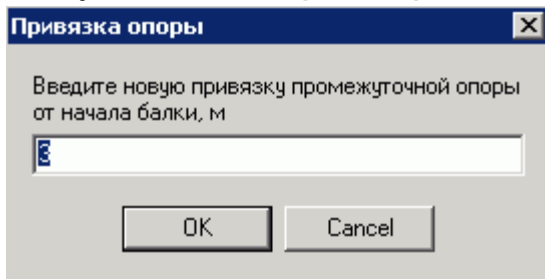 Привязка опоры
Введите новую привязку промежуточной опоры
от начала балки, м
3
OK Cancel